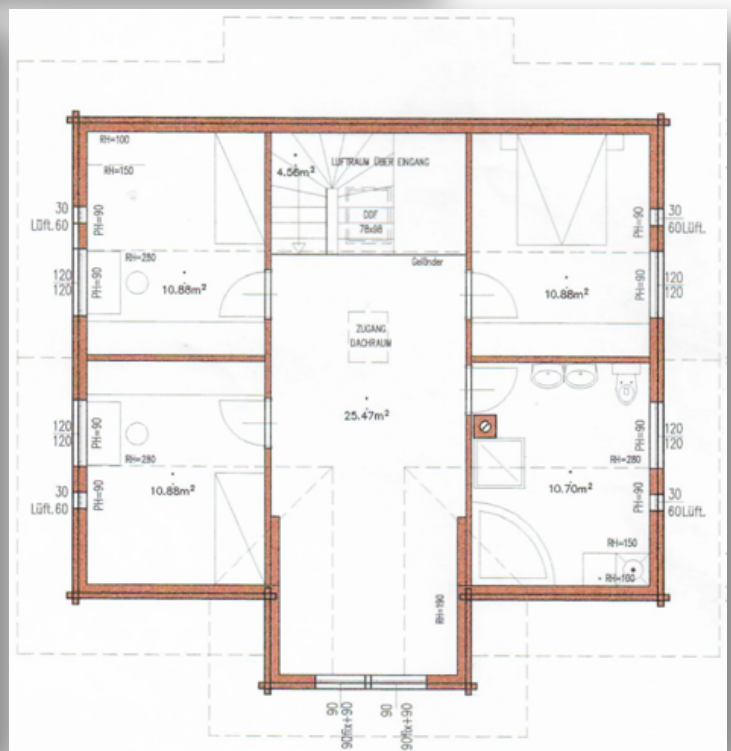 RH=100
RH=150
4.56m²
LUFTRAUM ÜBER EINGANG
30
Lüft.60
PH=90
DDF
78x98
PH=90
30
60Lüft.
RH=280
Geländer
120
120
PH=90
10.88m²
10.88m²
PH=90
120
120
ZUGANG
DACHRAUM
25.47m²
120
120
PH=90
PH=90
120
120
RH=280
RH=280
10.88m²
10.70m²
30
Lüft.60
PH=90
PH=90
30
60Lüft.
RH=150
RH=100
RH=190
90
90fix+90
90
90fix+90